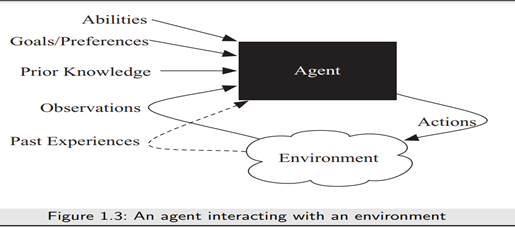 Abilities
Goals/Preferences
Prior Knowledge
Agent
Observations
Actions
Past Experiences
Environment
Figure 1.3: An agent interacting with an environment